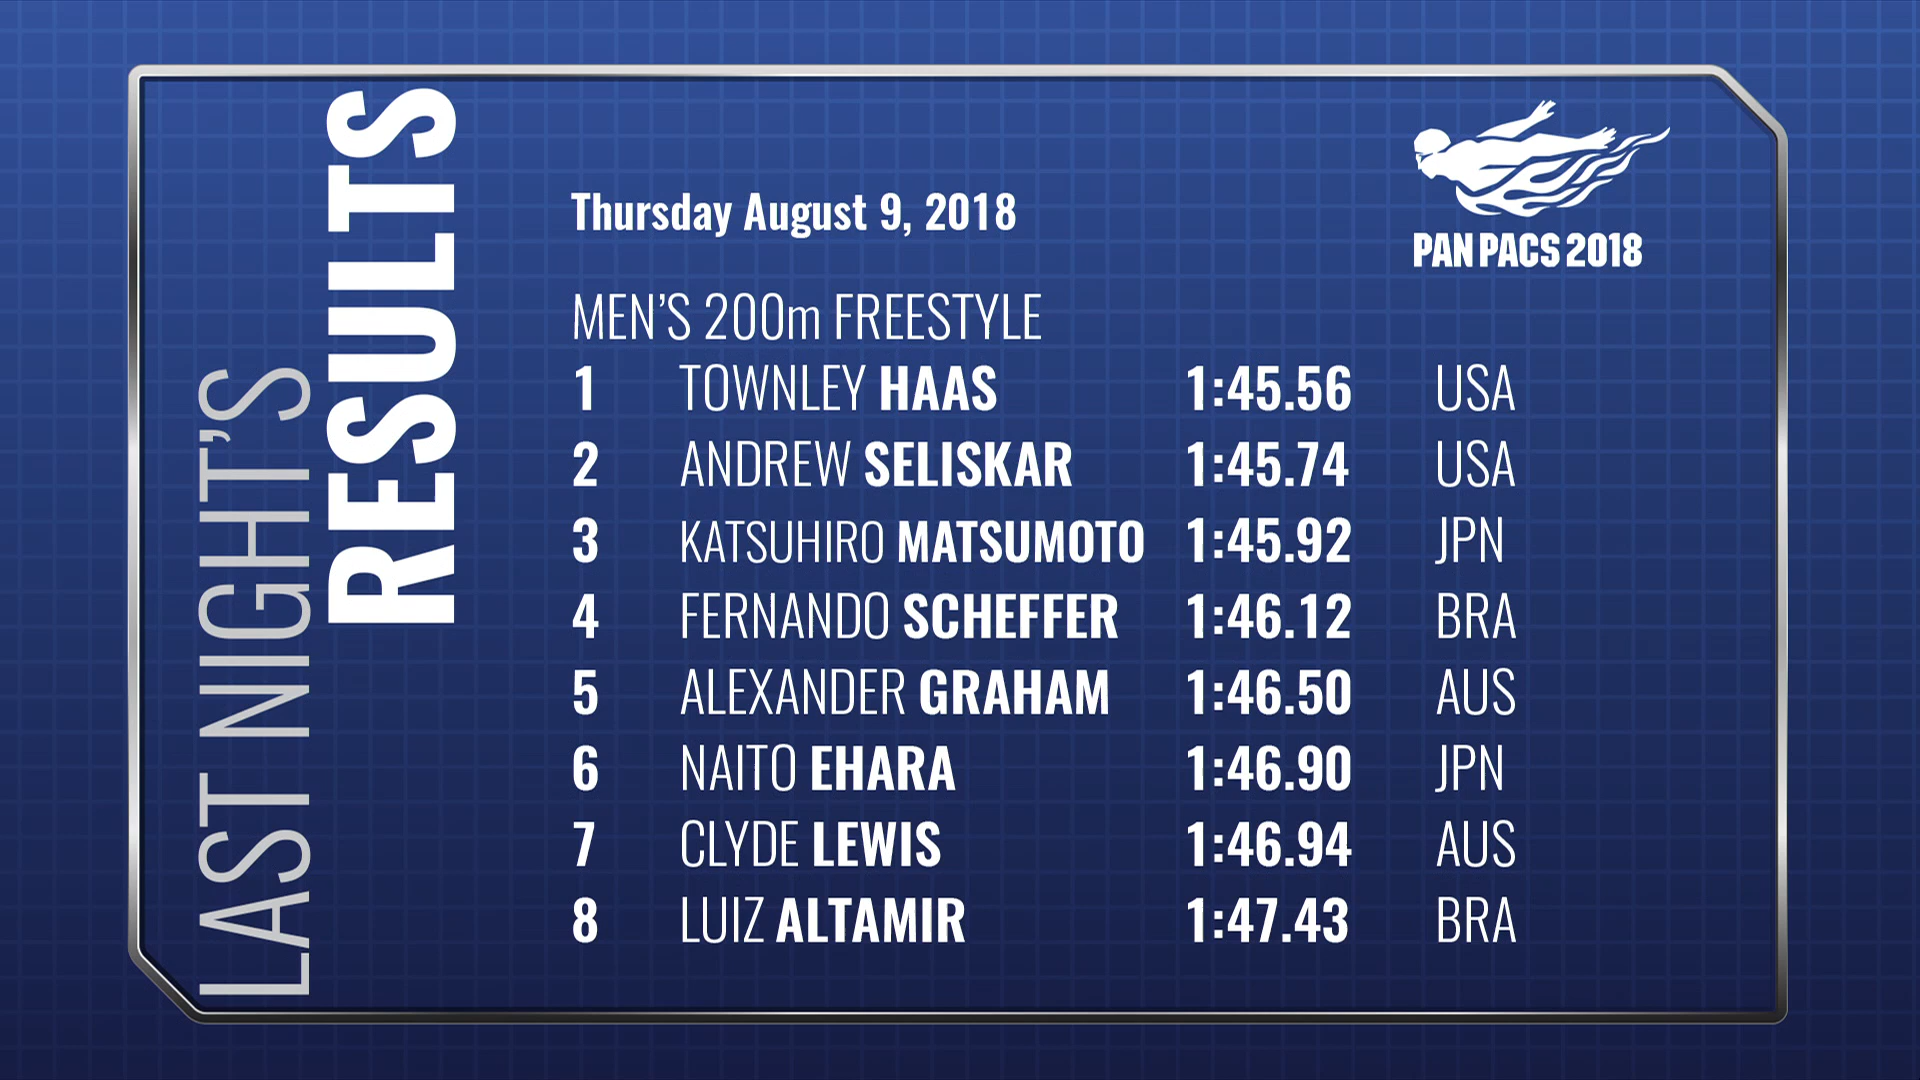 LAST NIGHT'S
RESULTS
Thursday August 9, 2018
PAN PACS 2018
MEN'S 200m FREESTYLE
1 TOWNLEY HAAS 1:45.56 USA
2 ANDREW SELISKAR 1:45.74 USA
3 KATSUHIRO MATSUMOTO 1:45.92 JPN
4 FERNANDO SCHEFFER 1:46.12 BRA
5 ALEXANDER GRAHAM 1:46.50 AUS
6 NAITO EHARA 1:46.90 JPN
7 CLYDE LEWIS 1:46.94 AUS
8 LUIZ ALTAMIR 1:47.43 BRA